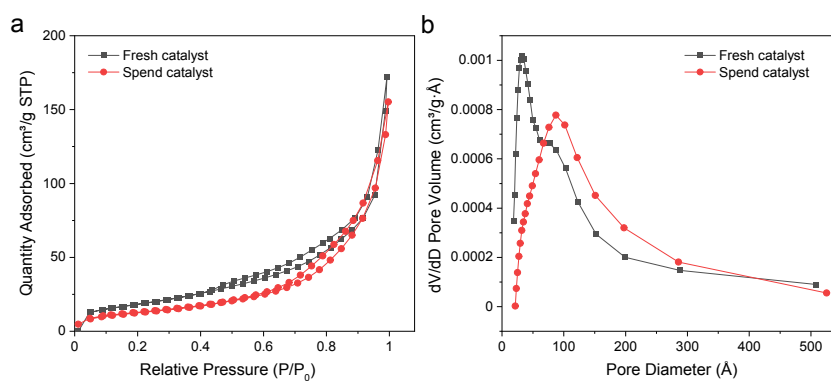 a
Fresh catalyst
Spend catalyst
Quantity Adsorbed (cm³/g STP)
200
150
100
50
0
0 0.2 0.4 0.6 0.8 1
Relative Pressure (P/P₀)
b
Fresh catalyst
Spend catalyst
dV/dD Pore Volume (cm³/g·Å)
0.001
0.0008
0.0006
0.0004
0.0002
0
0 50 100 200 300 400 500
Pore Diameter (Å)